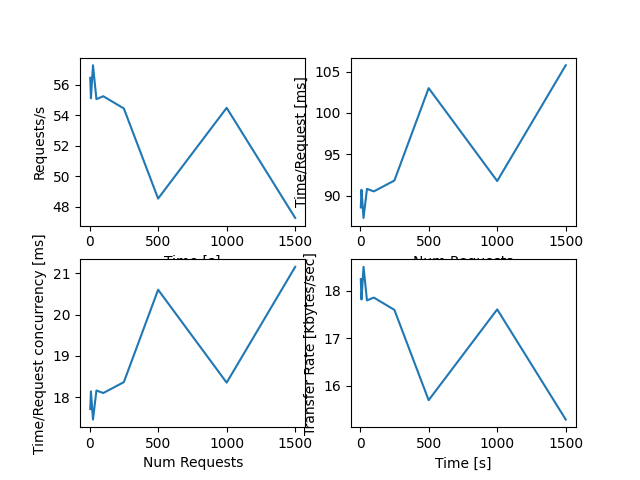 Requests/s
56
54
52
50
48
0 500 1000 1500
Time [s]
Time/Request [ms]
105
100
95
90
0 500 1000 1500
Num Requests
Time/Request concurrency [ms]
21
20
19
18
0 500 1000 1500
Num Requests
Transfer Rate [Kbytes/sec]
18
17
16
0 500 1000 1500
Time [s]